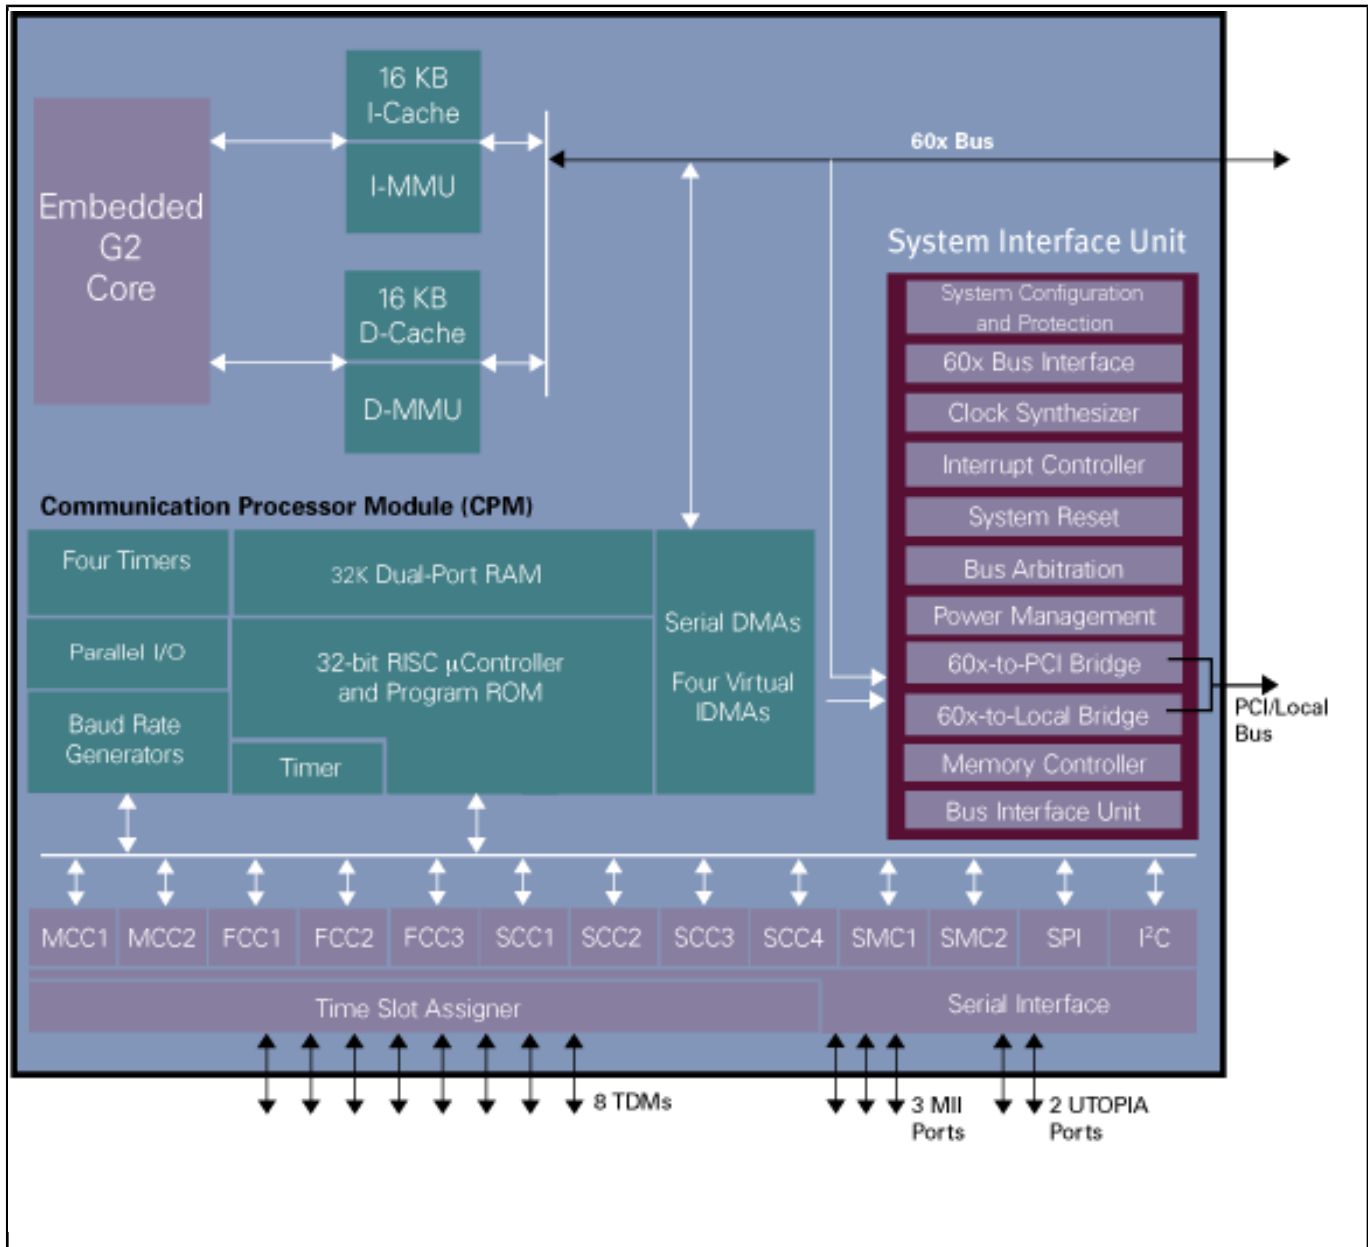 16 KB
I-Cache
I-MMU
60x Bus
Embedded
G2
Core
16 KB
D-Cache
D-MMU
System Interface Unit
System Configuration
and Protection
60x Bus Interface
Clock Synthesizer
Interrupt Controller
System Reset
Bus Arbitration
Power Management
60x-to-PCI Bridge
60x-to-Local Bridge
Memory Controller
Bus Interface Unit
PCI/Local
Bus
Communication Processor Module (CPM)
Four Timers
32K Dual-Port RAM
Parallel I/O
32-bit RISC µController
and Program ROM
Baud Rate
Generators
Timer
Serial DMAs
Four Virtual
IDMAs
MCC1 MCC2 FCC1 FCC2 FCC3 SCC1 SCC2 SCC3 SCC4 SMC1 SMC2 SPI I²C
Time Slot Assigner
Serial Interface
8 TDMs
3 MII
Ports
2 UTOPIA
Ports